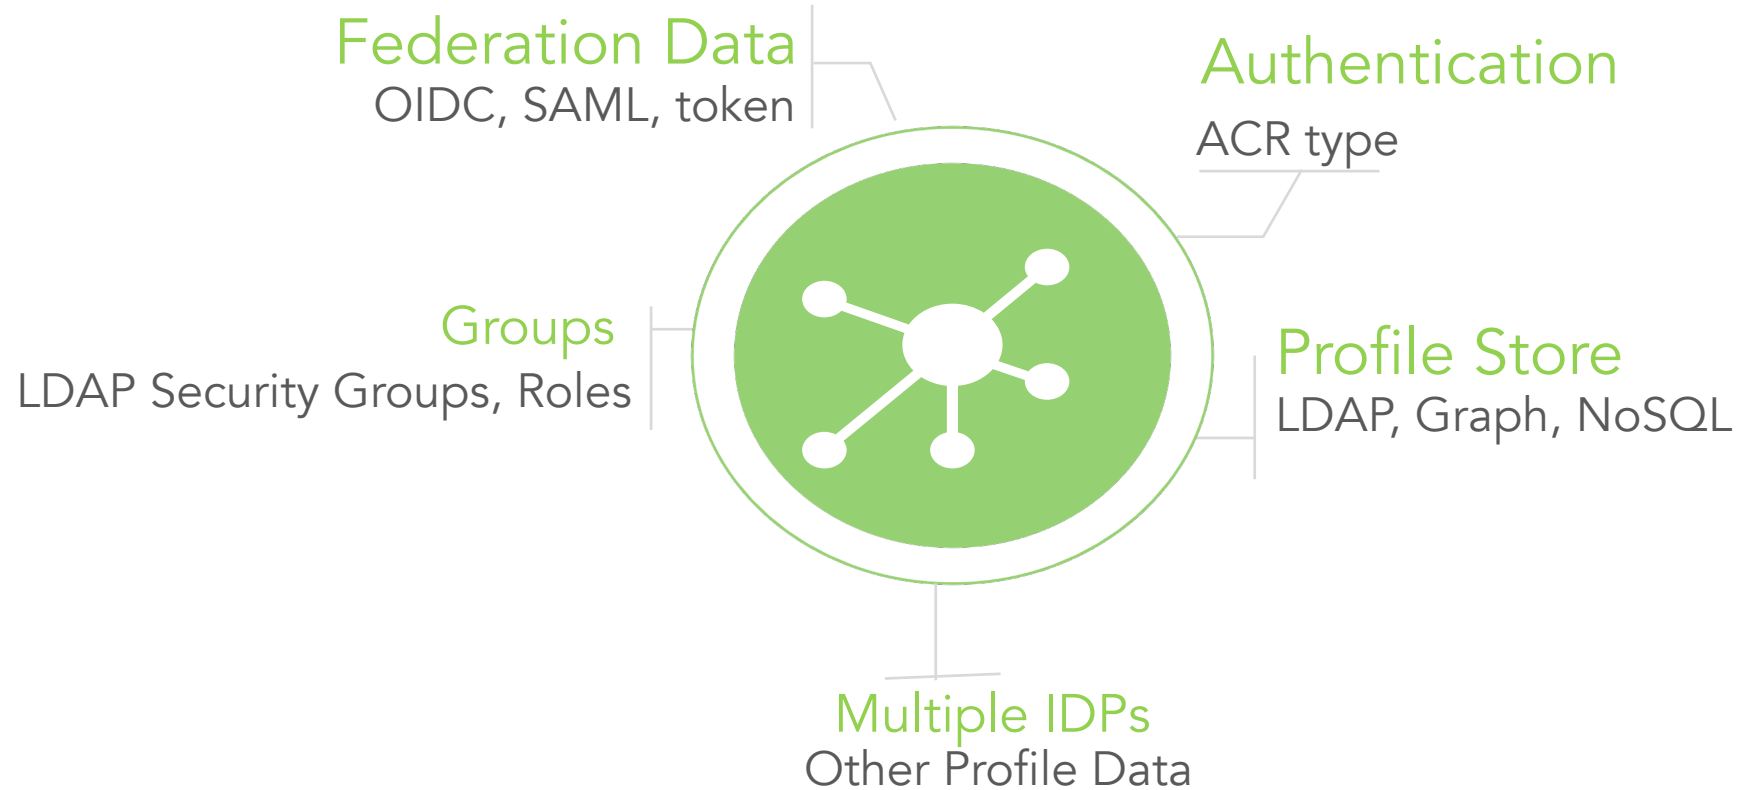 Federation Data
OIDC, SAML, token
Authentication
ACR type
Groups
LDAP Security Groups, Roles
Profile Store
LDAP, Graph, NoSQL
Multiple IDPs
Other Profile Data